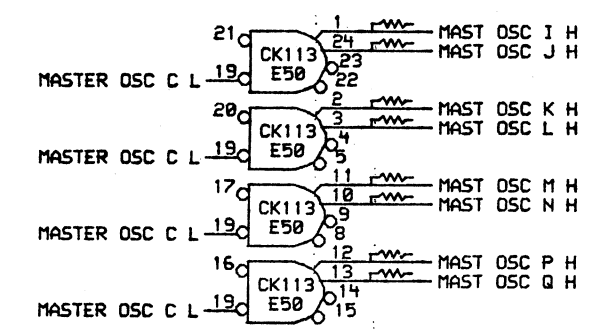 21 1 MAST OSC I H
24 MAST OSC J H
CK113 23
MASTER OSC C L 19 E50 22
20 2 MAST OSC K H
3 MAST OSC L H
CK113 4
MASTER OSC C L 19 E50 5
17 11 MAST OSC M H
10 MAST OSC N H
CK113 9
MASTER OSC C L 19 E50 8
16 12 MAST OSC P H
13 MAST OSC Q H
CK113 14
MASTER OSC C L 19 E50 15